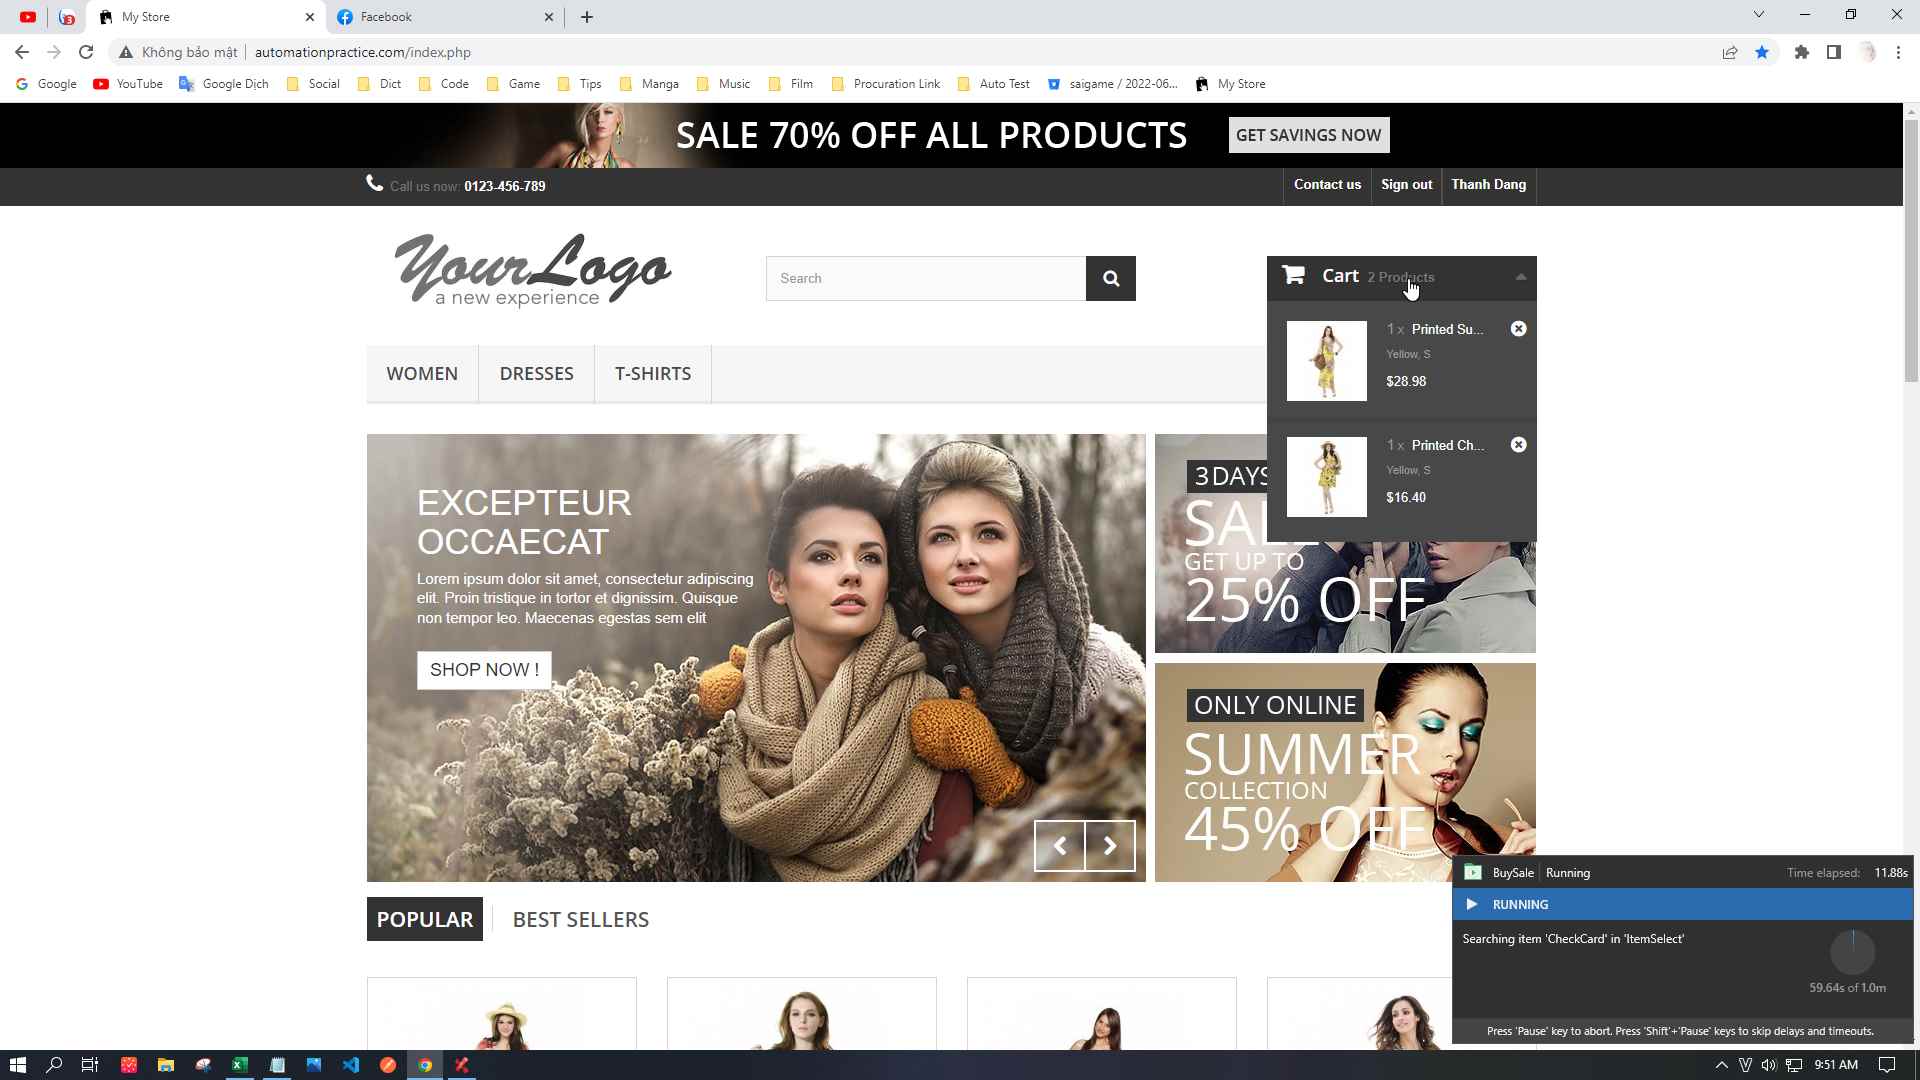 My Store
Facebook
Không bảo mật
automationpractice.com/index.php
Google
YouTube
Google Dịch
Social
Dict
Code
Game
Tips
Manga
Music
Film
Procuration Link
Auto Test
saigame / 2022-06...
My Store
SALE 70% OFF ALL PRODUCTS
GET SAVINGS NOW
Call us now: 0123-456-789
Contact us
Sign out
Thanh Dang
YourLogo
a new experience
Search
Cart 2 Products
1 x Printed Su...
Yellow, S
$28.98
1 x Printed Ch...
Yellow, S
$16.40
WOMEN
DRESSES
T-SHIRTS
EXCEPTEUR
OCCAECAT
Lorem ipsum dolor sit amet, consectetur adipiscing
elit. Proin tristique in tortor et dignissim. Quisque
non tempor leo. Maecenas egestas sem elit
SHOP NOW !
3 DAYS
SALE
GET UP TO
25% OFF
ONLY ONLINE
SUMMER
COLLECTION
45% OFF
POPULAR
BEST SELLERS
BuySale
Running
Time elapsed: 11.88s
RUNNING
Searching item 'CheckCard' in 'ItemSelect'
59.64s of 1.0m
Press 'Pause' key to abort. Press 'Shift'+'Pause' keys to skip delays and timeouts.
9:51 AM